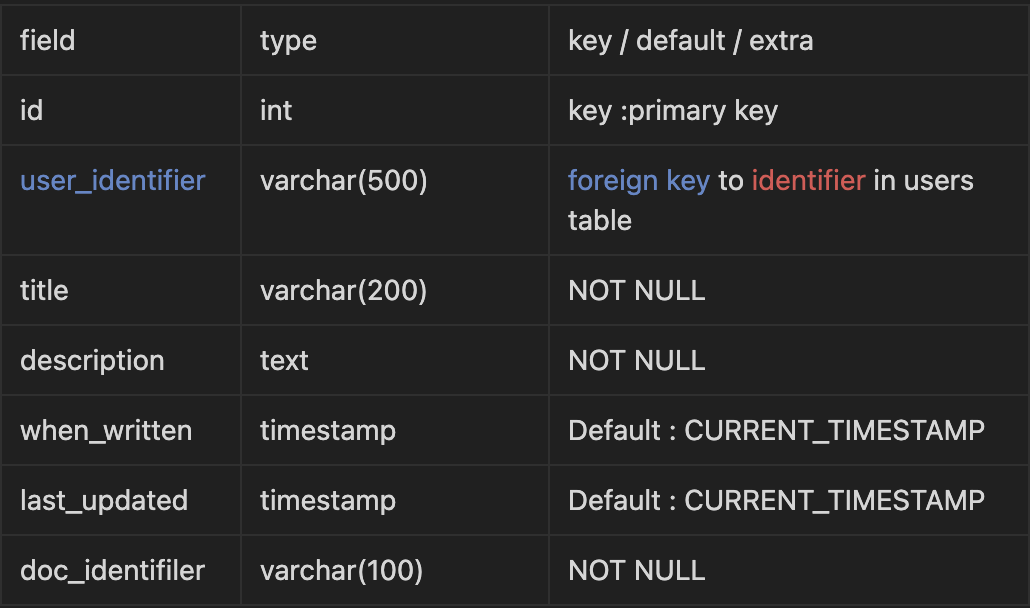 field type key / default / extra
id int key :primary key
user_identifier varchar(500) foreign key to identifier in users
table
title varchar(200) NOT NULL
description text NOT NULL
when_written timestamp Default : CURRENT_TIMESTAMP
last_updated timestamp Default : CURRENT_TIMESTAMP
doc_identifiler varchar(100) NOT NULL